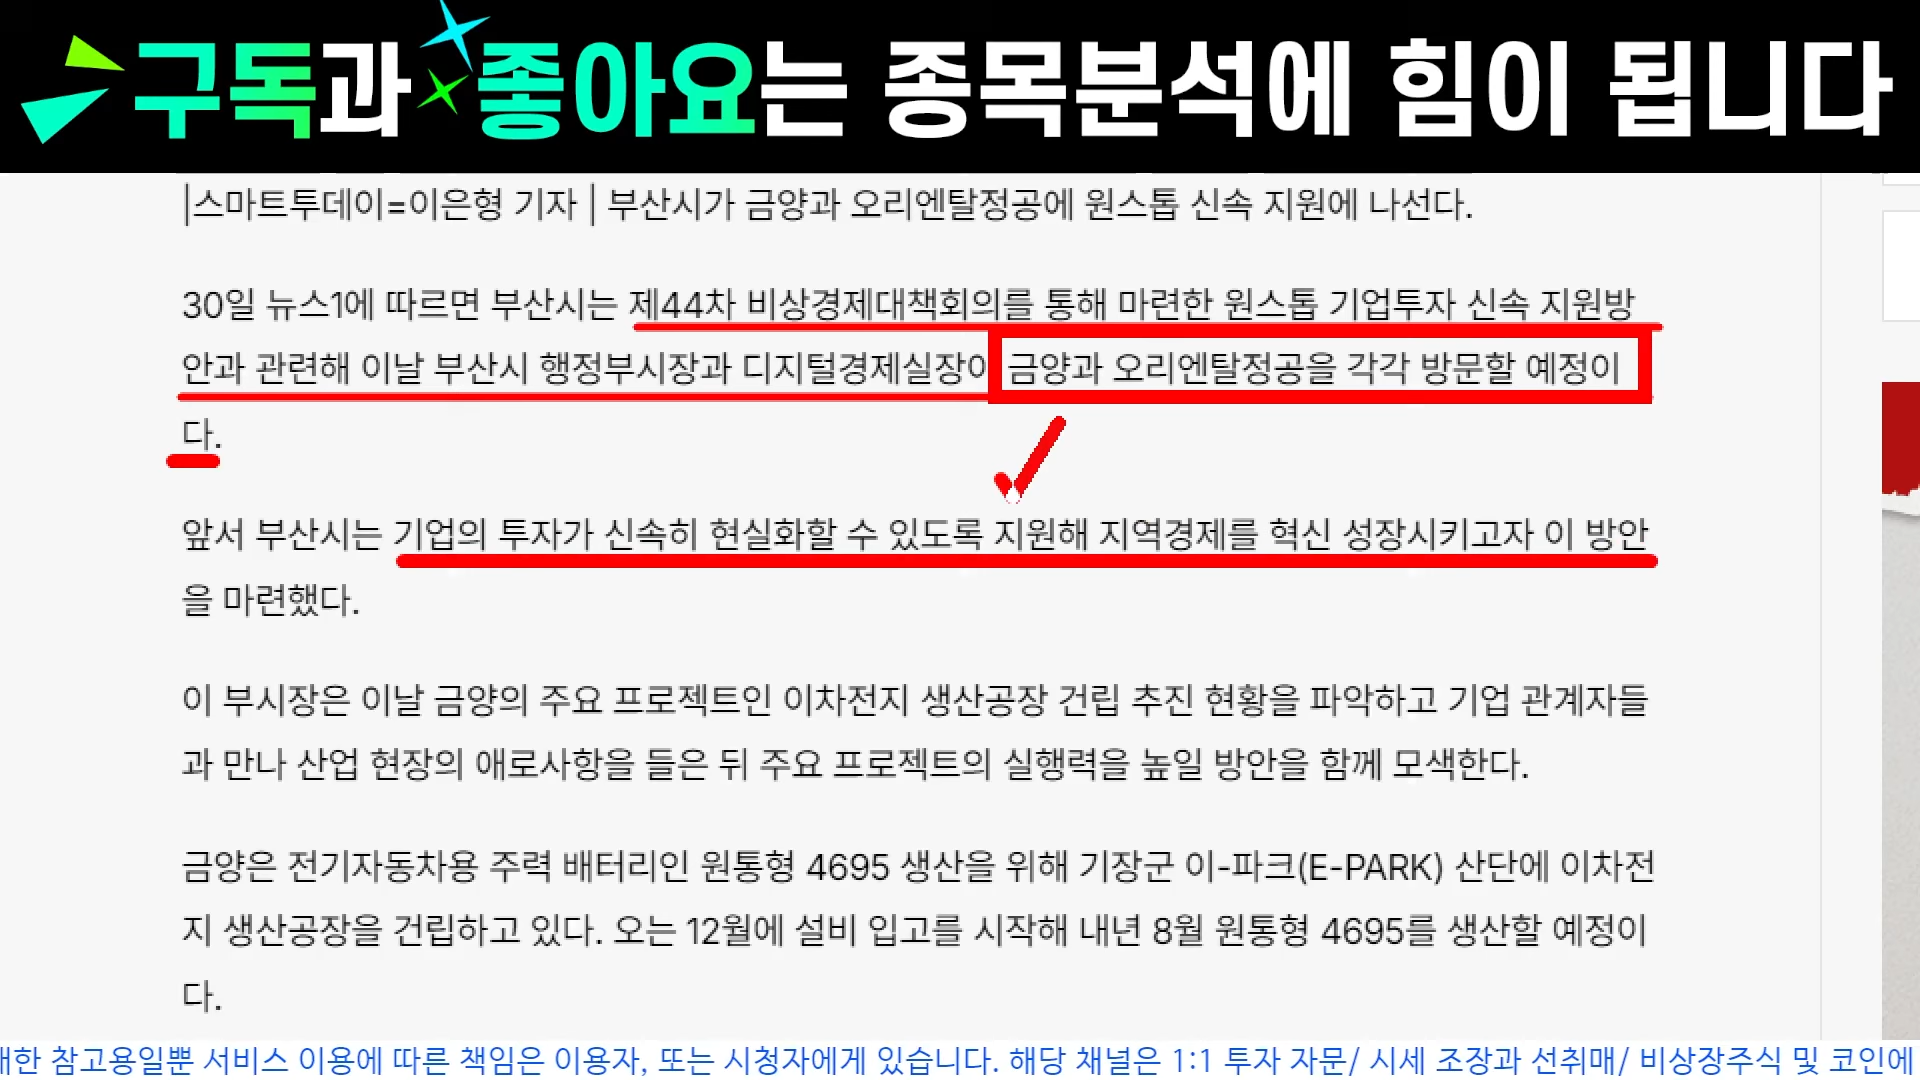 구독과 좋아요는 종목분석에 힘이 됩니다
|스마트투데이=이은형 기자 | 부산시가 금양과 오리엔탈정공에 원스톱 신속 지원에 나선다.
30일 뉴스1에 따르면 부산시는 제44차 비상경제대책회의를 통해 마련한 원스톱 기업투자 신속 지원방
안과 관련해 이날 부산시 행정부시장과 디지털경제실장이 금양과 오리엔탈정공을 각각 방문할 예정이
다.
앞서 부산시는 기업의 투자가 신속히 현실화할 수 있도록 지원해 지역경제를 혁신 성장시키고자 이 방안
을 마련했다.
이 부시장은 이날 금양의 주요 프로젝트인 이차전지 생산공장 건립 추진 현황을 파악하고 기업 관계자들
과 만나 산업 현장의 애로사항을 들은 뒤 주요 프로젝트의 실행력을 높일 방안을 함께 모색한다.
금양은 전기자동차용 주력 배터리인 원통형 4695 생산을 위해 기장군 이-파크(E-PARK) 산단에 이차전
지 생산공장을 건립하고 있다. 오는 12월에 설비 입고를 시작해 내년 8월 원통형 4695를 생산할 예정이
다.
한 참고용일뿐 서비스 이용에 따른 책임은 이용자, 또는 시청자에게 있습니다. 해당 채널은 1:1 투자 자문/ 시세 조장과 선취매/ 비상장주식 및 코인에